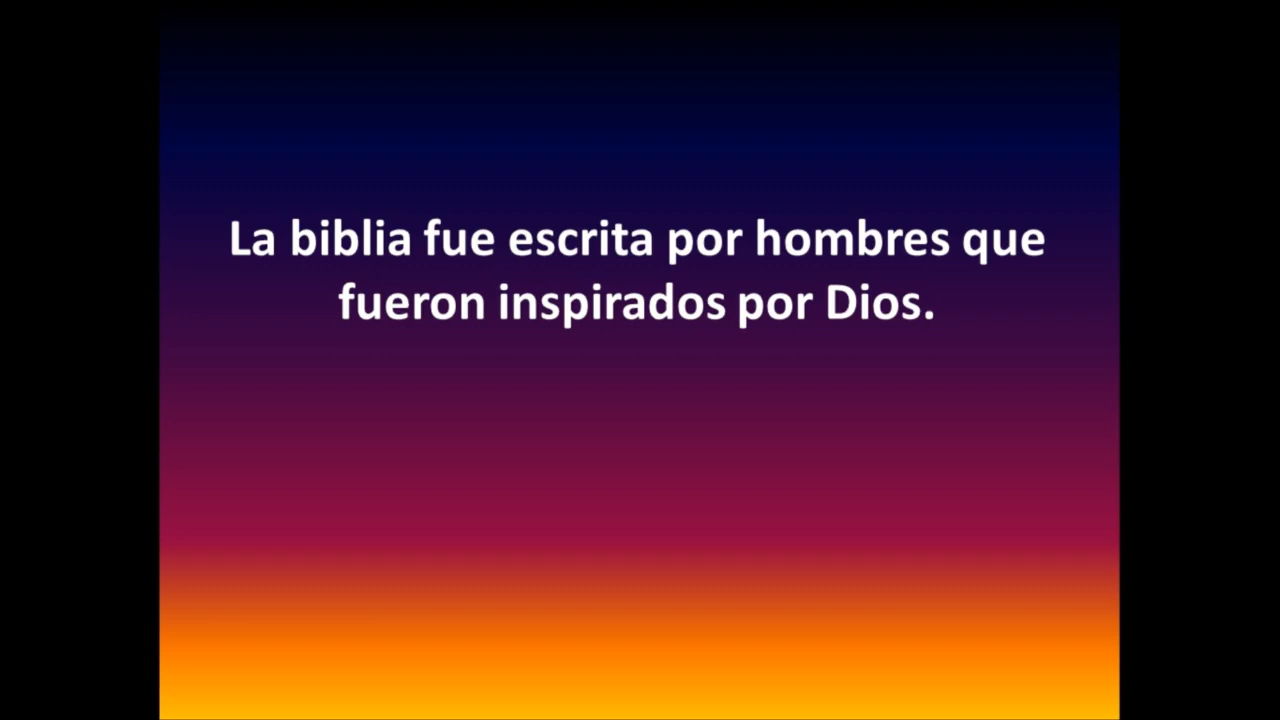 La biblia fue escrita por hombres que
fueron inspirados por Dios.